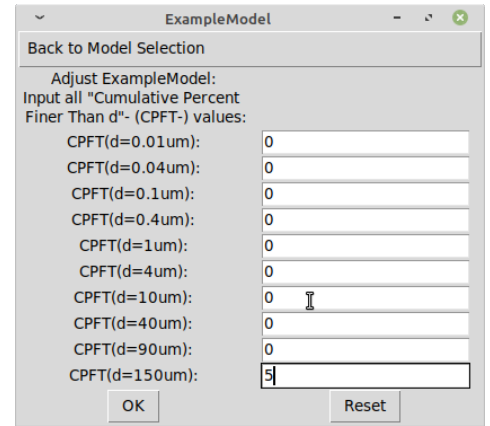 ExampleModel
Back to Model Selection
Adjust ExampleModel:
Input all "Cumulative Percent
Finer Than d"- (CPFT-) values:
CPFT(d=0.01um): 0
CPFT(d=0.04um): 0
CPFT(d=0.1um): 0
CPFT(d=0.4um): 0
CPFT(d=1um): 0
CPFT(d=4um): 0
CPFT(d=10um): 0
CPFT(d=40um): 0
CPFT(d=90um): 0
CPFT(d=150um): 5
OK Reset